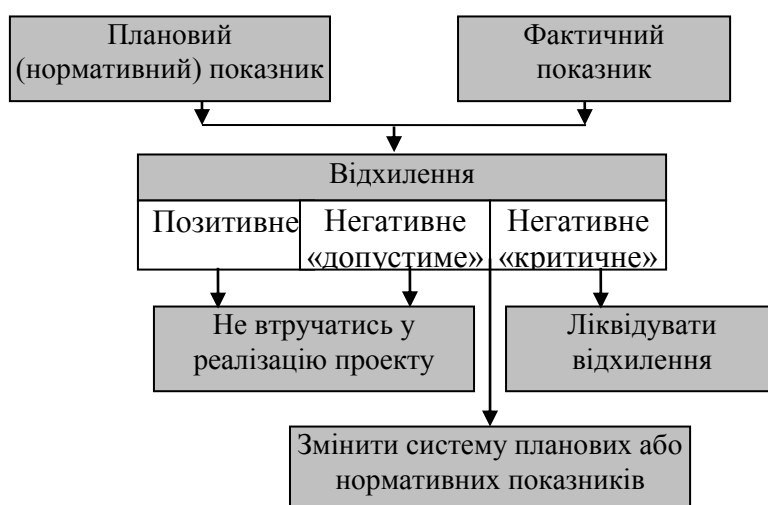 Плановий
(нормативний) показник
Фактичний
показник
Відхилення
Позитивне
Негативне
«допустиме»
Негативне
«критичне»
Не втручатись у
реалізацію проекту
Ліквідувати
відхилення
Змінити систему планових або
нормативних показників